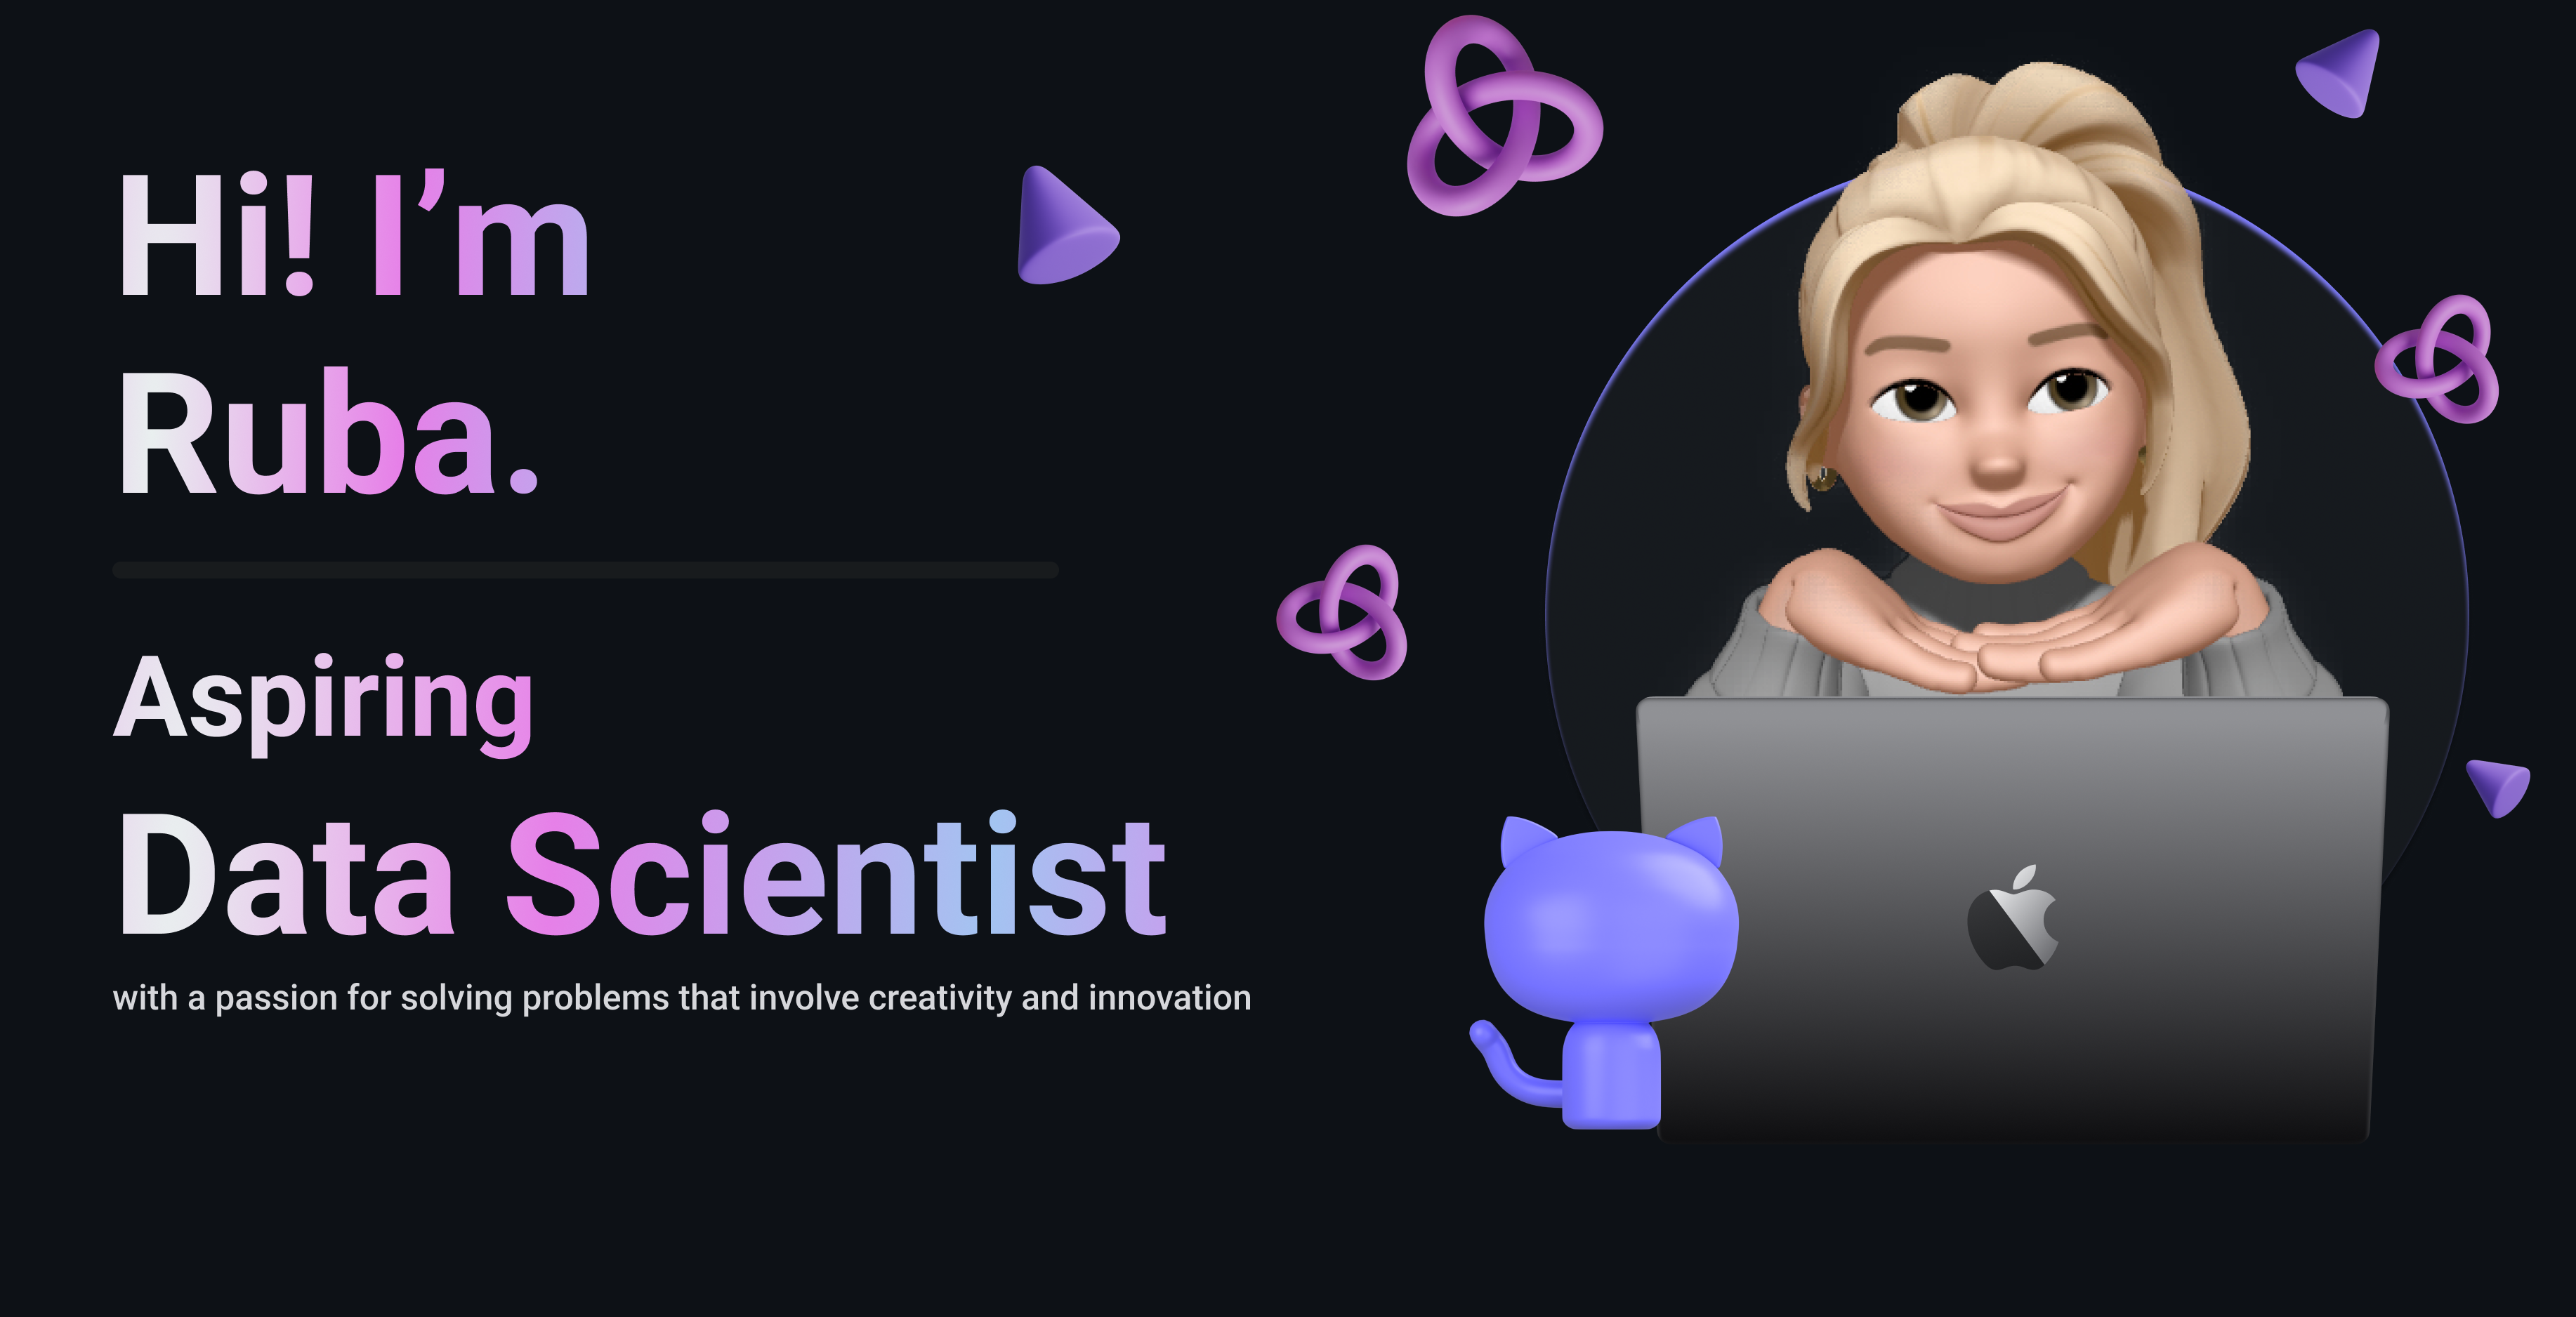 Hi! I’m
Ruba.
Aspiring
Data Scientist
with a passion for solving problems that involve creativity and innovation